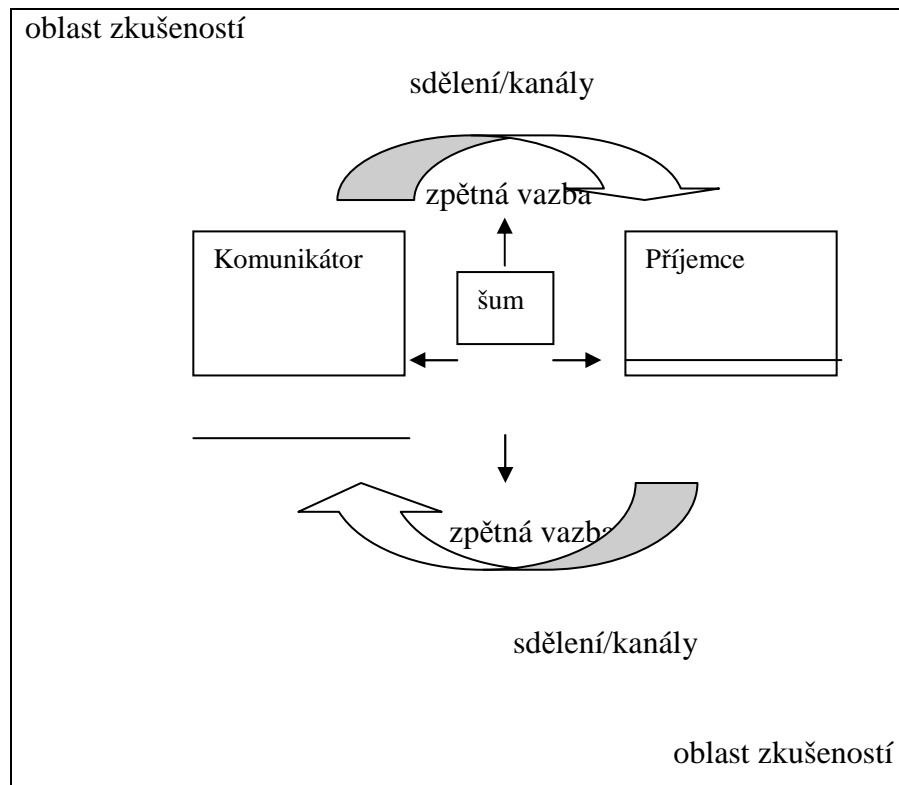 oblast zkušeností
sdělení/kanály
zpětná vazba
Komunikátor
šum
Příjemce
zpětná vazba
sdělení/kanály
oblast zkušeností